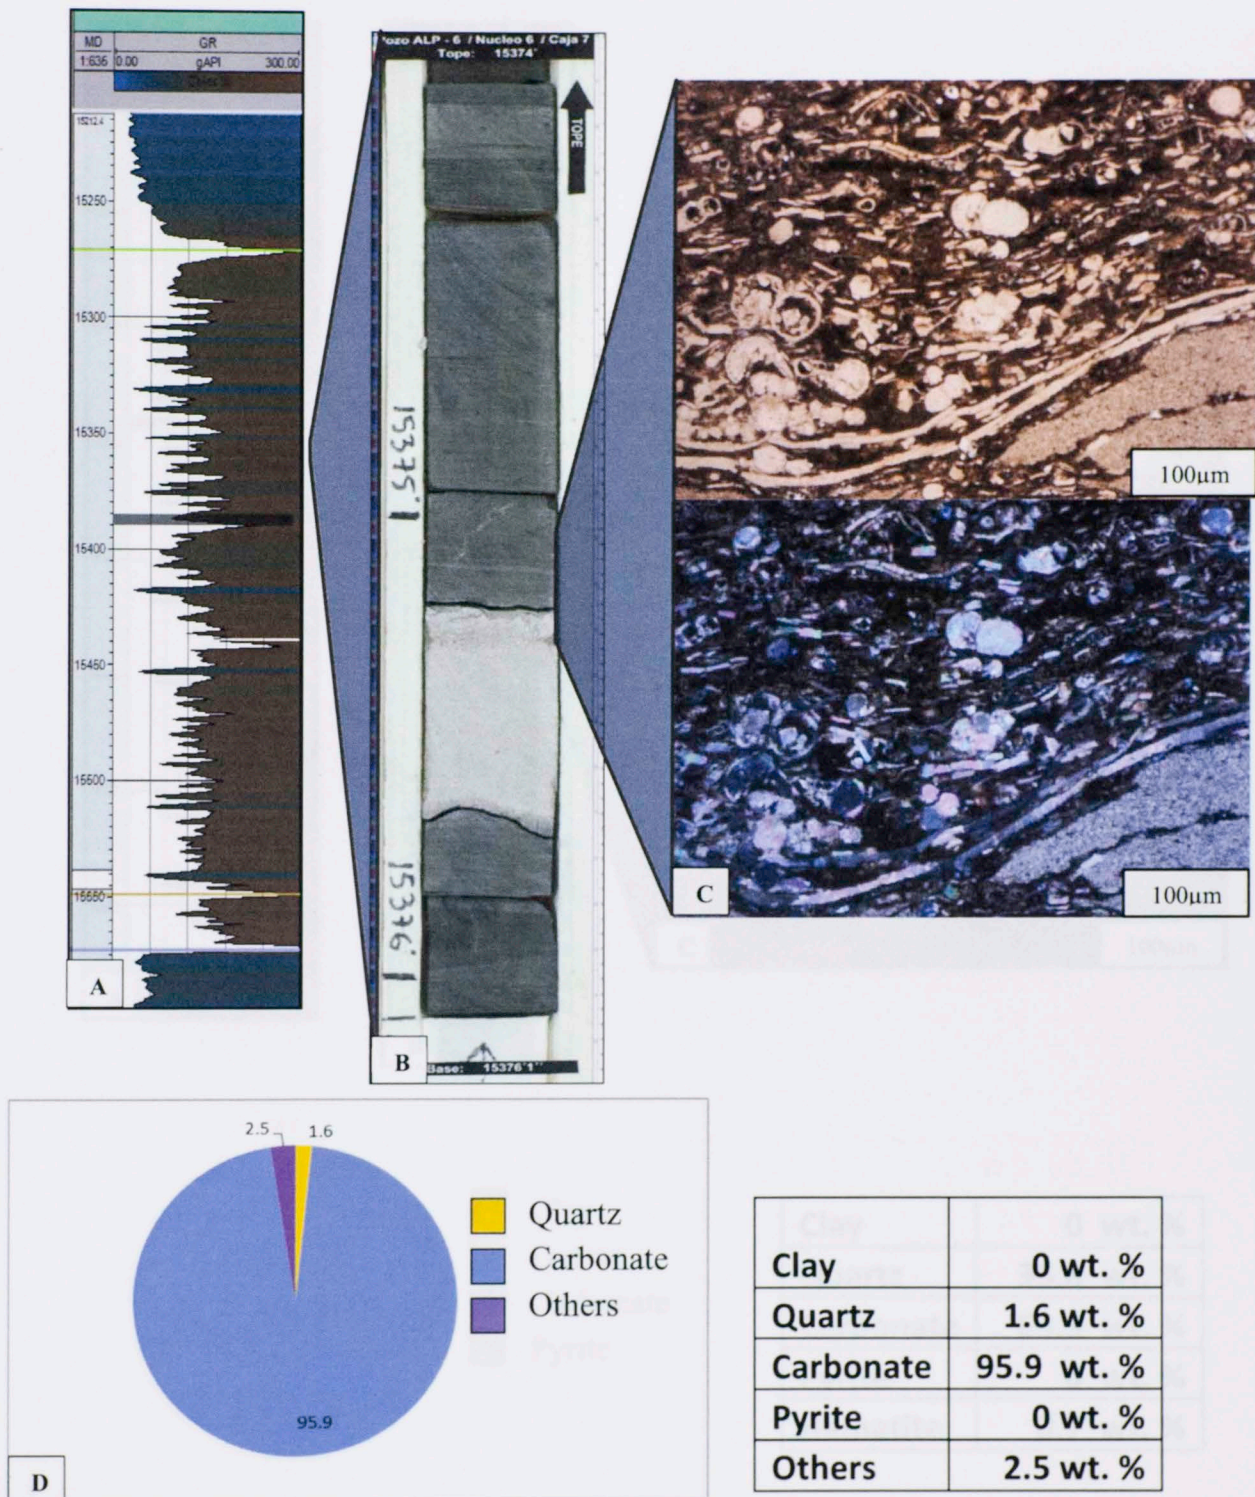 MD GR
1:636 0.00 gAPI 300.00
15212.4
15250
15300
15350
15400
15450
15500
15550
A
Pozo ALP - 6 / Nucleo 6 / Caja 7
Tope: 15374'
TOPE
15375'
15376'
Base: 15376'1''
B
100µm
C
100µm
2.5
1.6
95.9
Quartz
Carbonate
Others
D
Clay 0 wt. %
Quartz 1.6 wt. %
Carbonate 95.9 wt. %
Pyrite 0 wt. %
Others 2.5 wt. %